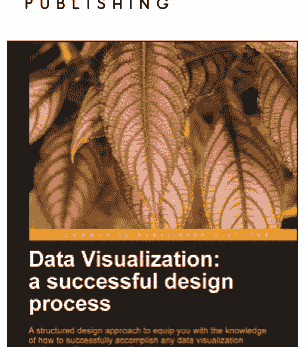 PUBLISHING
Data Visualization:
a successful design
process
A structured design approach to equip you with the knowledge
of how to successfully accomplish any data visualization